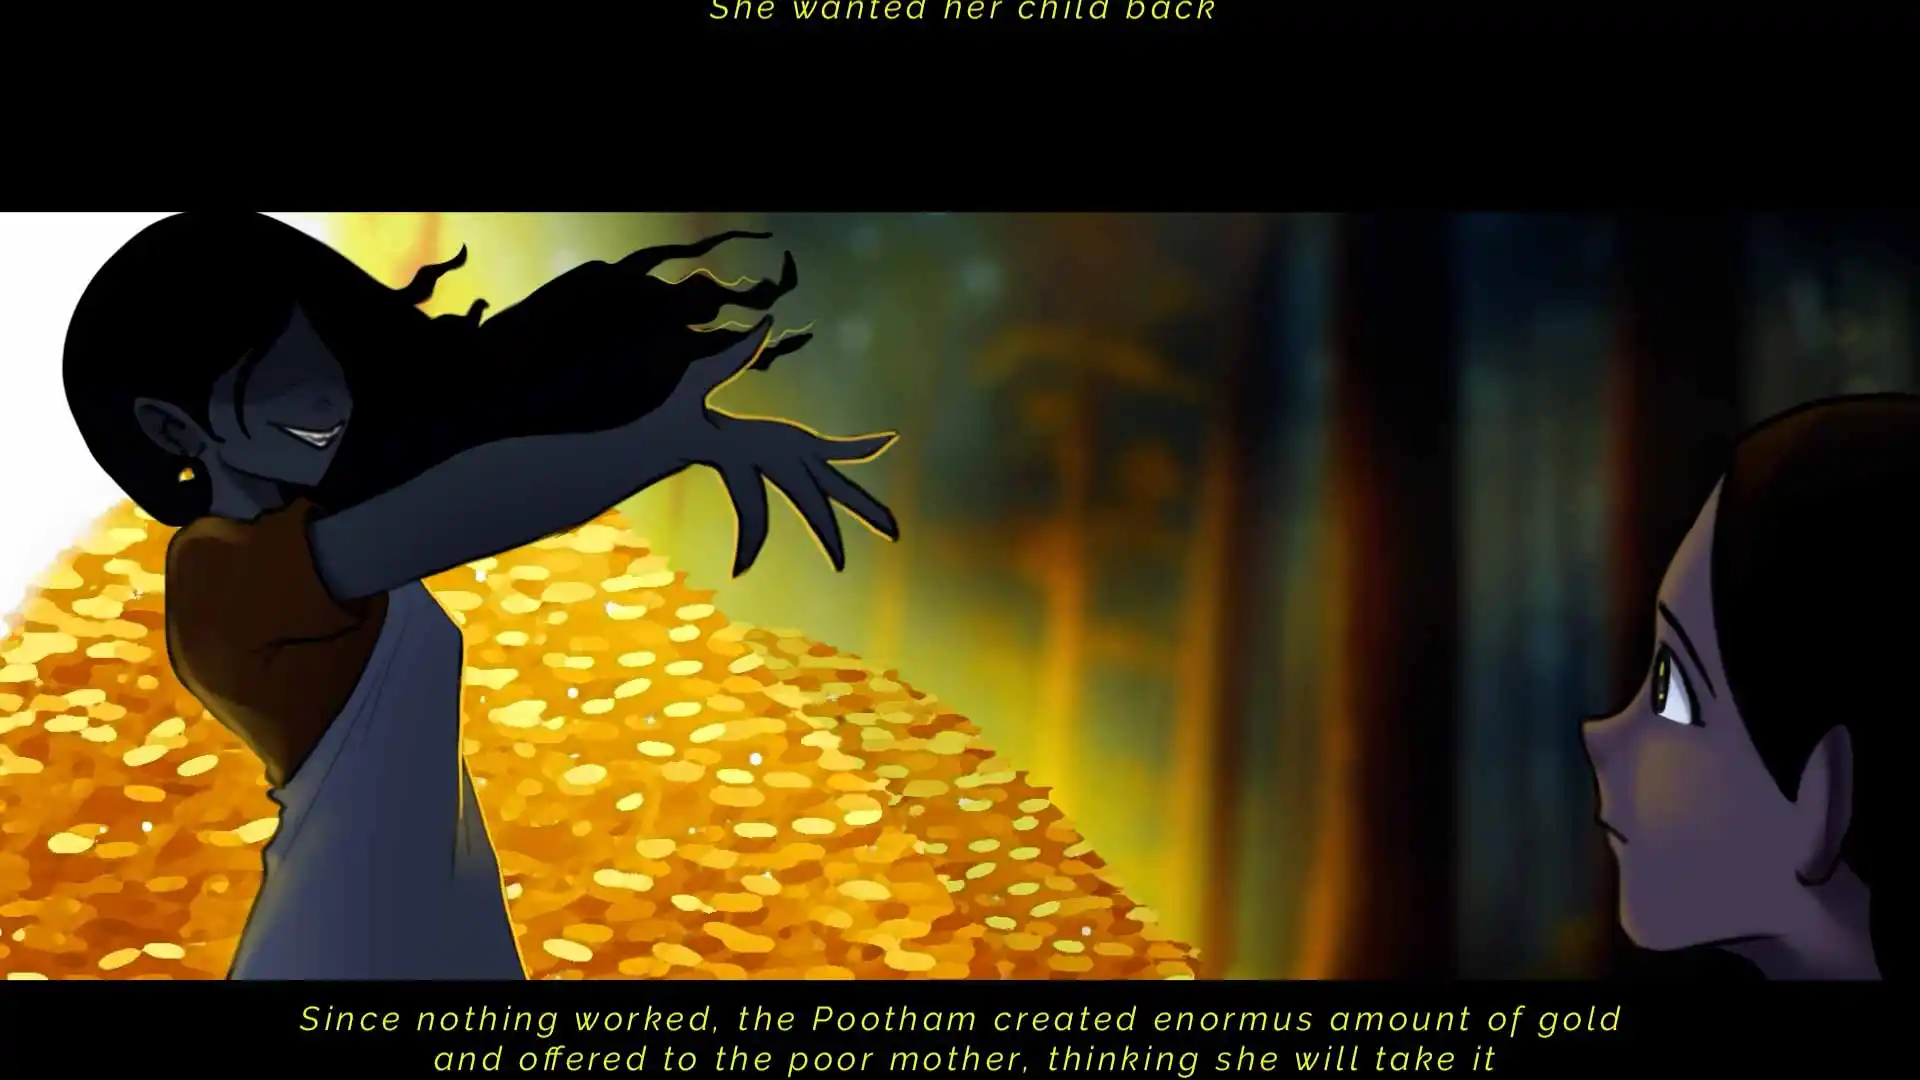 She wanted her child back
Since nothing worked, the Pootham created enormus amount of gold
and offered to the poor mother, thinking she will take it